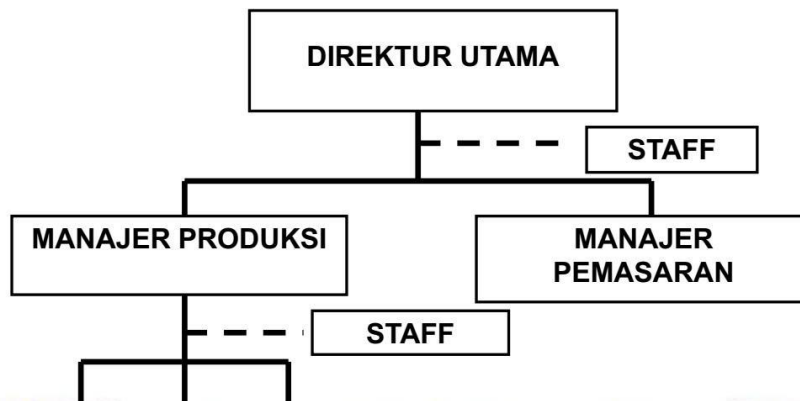 DIREKTUR UTAMA
STAFF
MANAJER PRODUKSI
MANAJER
PEMASARAN
STAFF